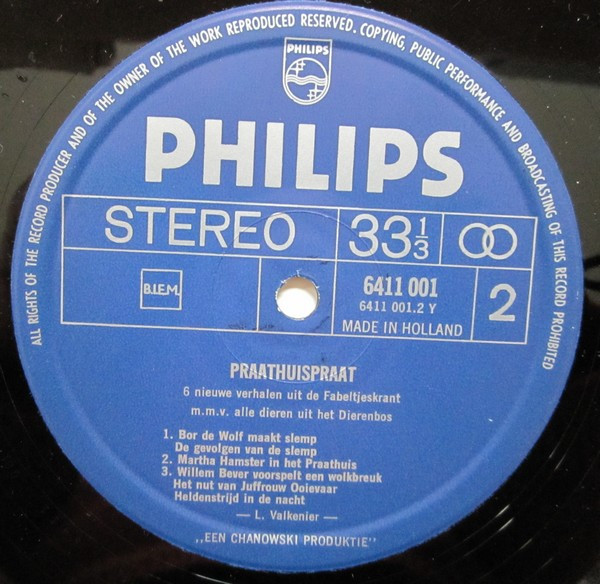 ALL RIGHTS OF THE RECORD PRODUCER AND OF THE OWNER OF THE WORK REPRODUCED RESERVED. COPYING, PUBLIC PERFORMANCE AND BROADCASTING OF THIS RECORD PROHIBITED
PHILIPS
PHILIPS
STEREO
33 1/3
B.I.E.M.
6411 001
6411 001.2 Y
MADE IN HOLLAND
2
PRAATHUISPRAAT
6 nieuwe verhalen uit de Fabeltjeskrant
m.m.v. alle dieren uit het Dierenbos
1. Bor de Wolf maakt slemp
De gevolgen van de slemp
2. Martha Hamster in het Praathuis
3. Willem Bever voorspelt een wolkbreuk
Het nut van Juffrouw Ooievaar
Heldenstrijd in de nacht
— L. Valkenier —
,,EEN CHANOWSKI PRODUKTIE"